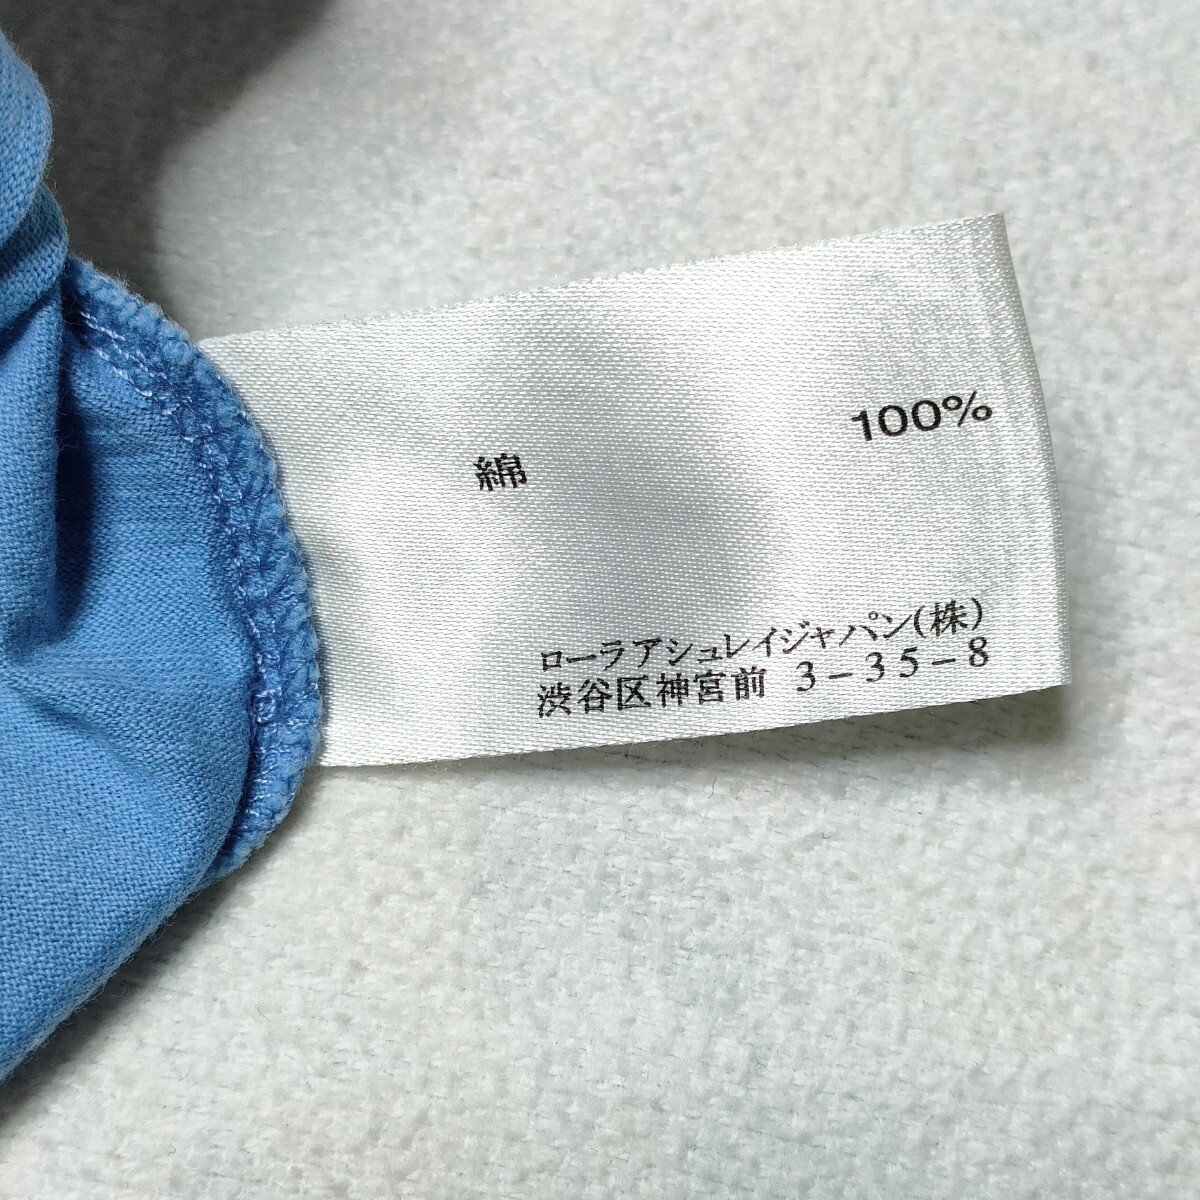 綿 100%
ローラアシュレイジャパン(株)
渋谷区神宮前 3-35-8